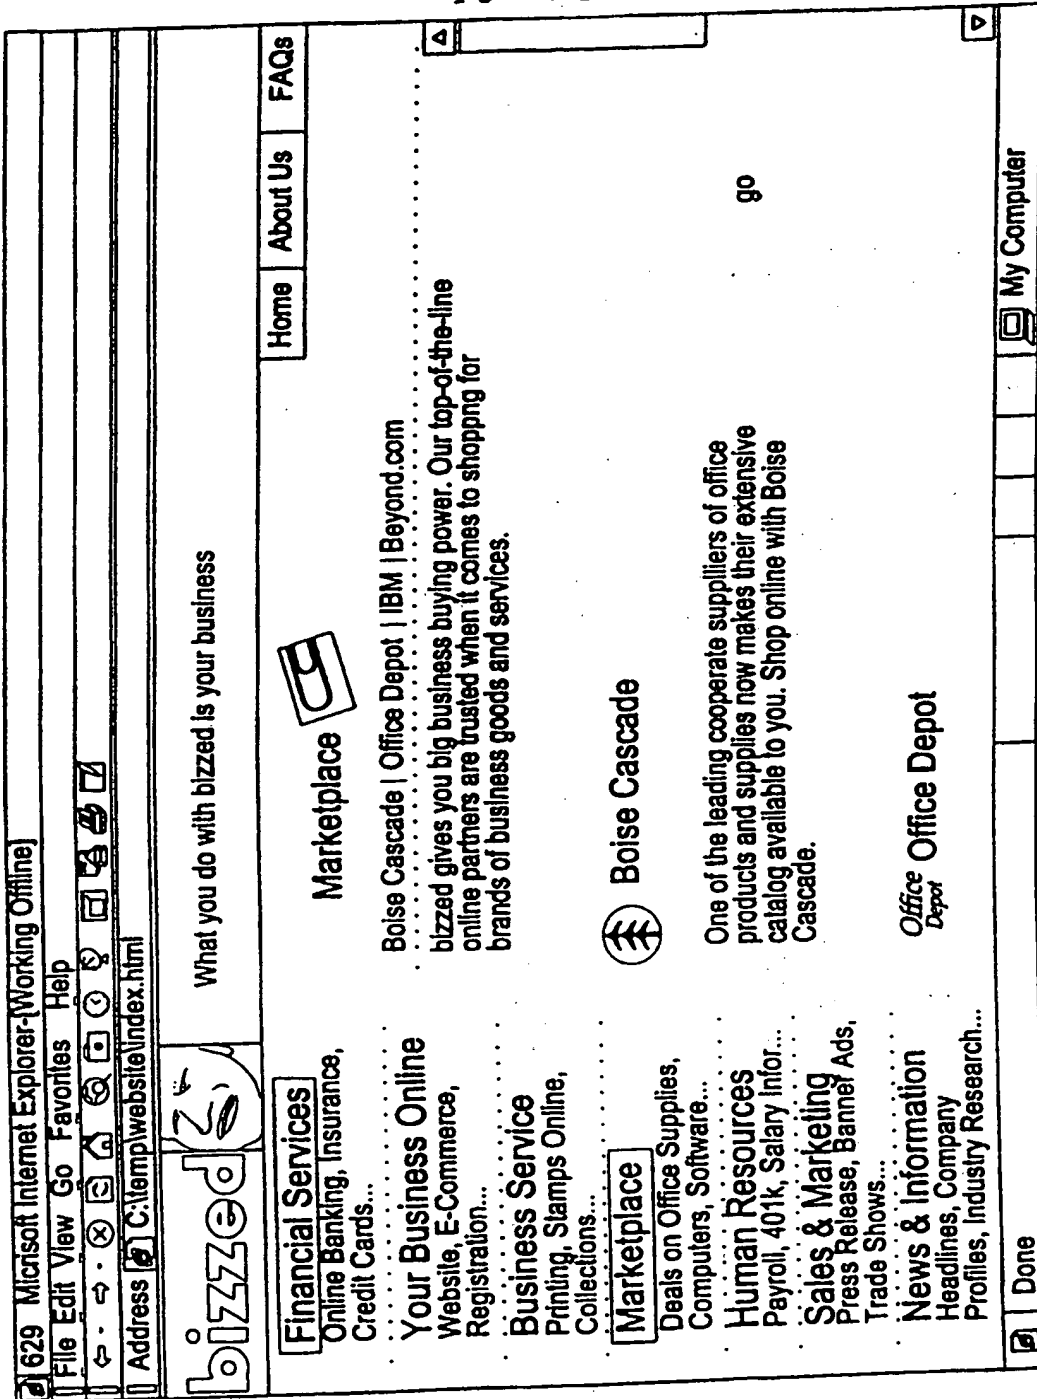 629 Micrisoft Internet Explorer-[Working Offline]
File Edit View Go Favorites Help
Address C:\temp\website\index.html
bizzed
What you do with bizzed is your business
Home About Us FAQs
Financial Services
Online Banking, Insurance,
Credit Cards...
Your Business Online
Website, E-Commerce,
Registration...
Business Service
Printing, Stamps Online,
Collections...
Marketplace
Deals on Office Supplies,
Computers, Software...
Human Resources
Payroll, 401k, Salary Infor...
Sales & Marketing
Press Release, Banner Ads,
Trade Shows...
News & Information
Headlines, Company
Profiles, Industry Research...
Marketplace
Boise Cascade | Office Depot | IBM | Beyond.com
bizzed gives you big business buying power. Our top-of-the-line
online partners are trusted when it comes to shoppng for
brands of business goods and services.
Boise Cascade
One of the leading cooperate suppliers of office
products and supplies now makes their extensive
catalog available to you. Shop online with Boise
Cascade.
go
Office Depot Office Depot
Done
My Computer